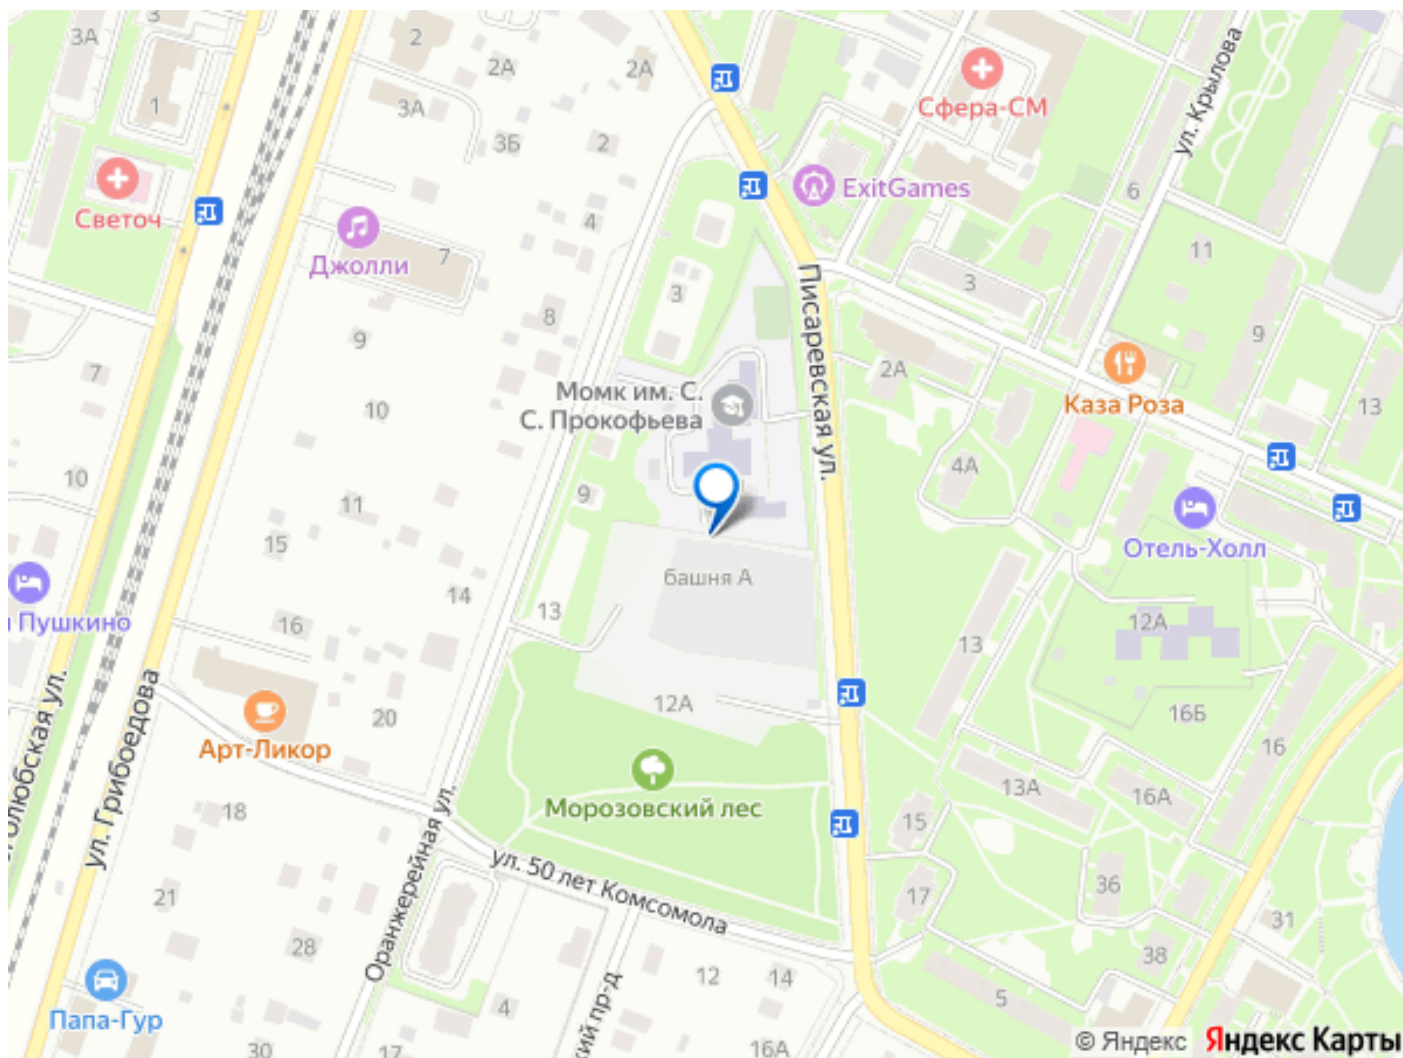 3А
2
2А
2А
1
3А
3Б
2
Сфера-СМ
ул. Крылова
6
Светоч
ExitGames
4
11
Джолли
7
3
3
8
9
9
Писаревская ул.
7
2А
10
Момк им. С.
С. Прокофьева
Каза Роза
13
4А
10
11
9
15
Отель-Холл
башня А
14
13
Пушкино
16
12А
13
12А
20
16Б
16
Арт-Ликор
ул. Грибоедова
13А
16А
Морозовский лес
18
15
Оранжерейная ул.
ул. 50 лет Комсомола
36
17
21
31
28
38
12
14
4
5
Папа-Гур
30
17
16А
© Яндекс
Яндекс Карты